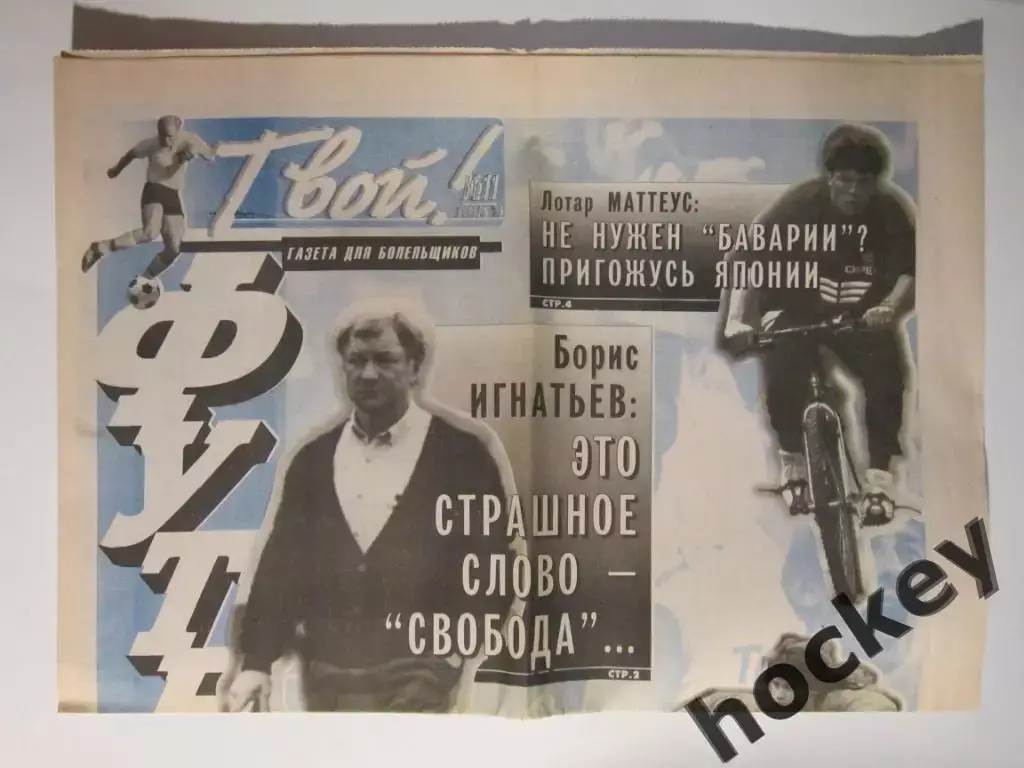 Твой!
№11
ГАЗЕТА ДЛЯ БОЛЕЛЬЩИКОВ
ФУТ
Лотар МАТТЕУС:
НЕ НУЖЕН "БАВАРИИ"?
ПРИГОЖУСЬ ЯПОНИИ
СТР.4
Борис
ИГНАТЬЕВ:
ЭТО
СТРАШНОЕ
СЛОВО –
"СВОБОДА"...
СТР.2
hockey